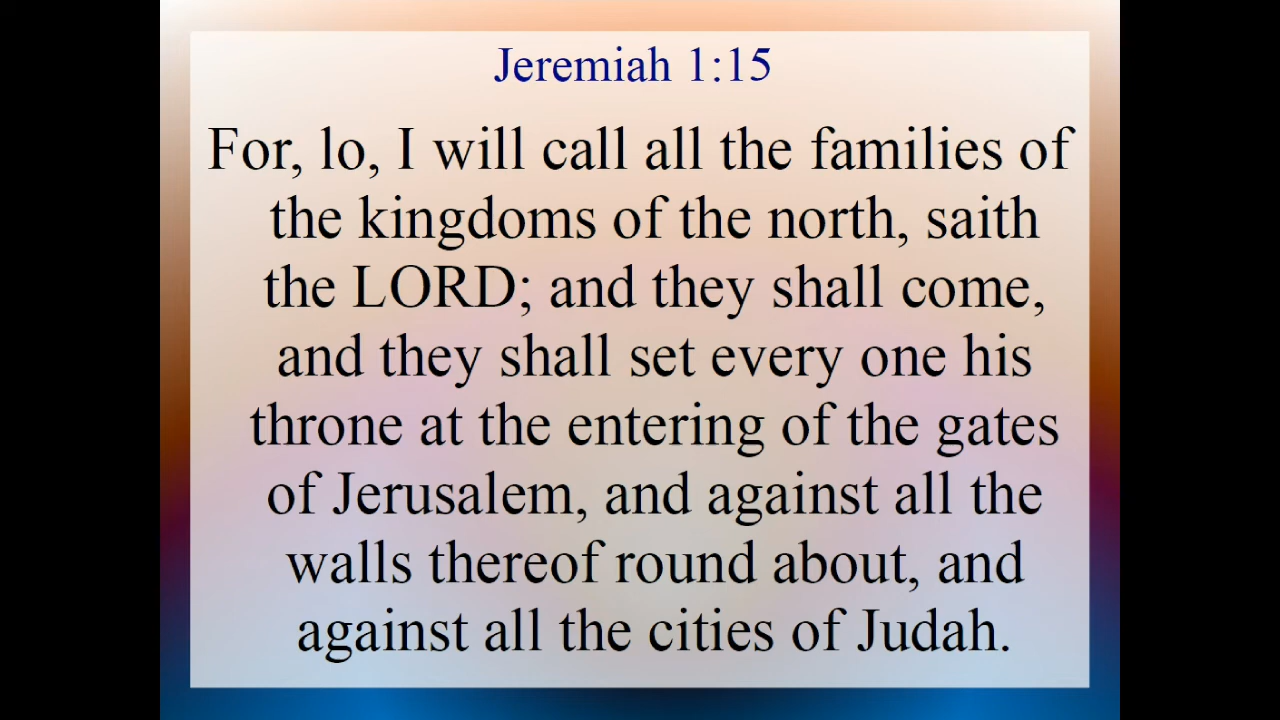 Jeremiah 1:15
For, lo, I will call all the families of
the kingdoms of the north, saith
the LORD; and they shall come,
and they shall set every one his
throne at the entering of the gates
of Jerusalem, and against all the
walls thereof round about, and
against all the cities of Judah.